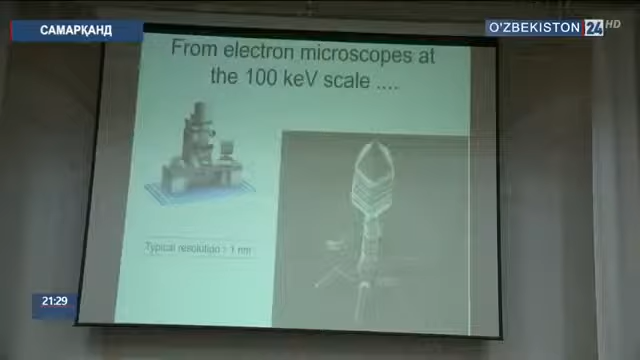 САМАРҚАНД
O'ZBEKISTON 24 HD
From electron microscopes at
the 100 keV scale ....
Typical resolution : 1 nm
21:29